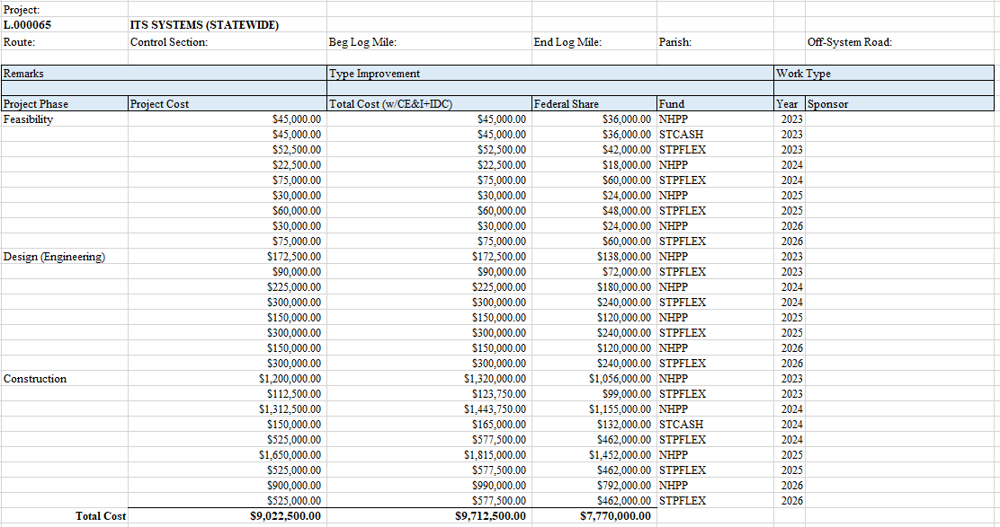 Project:
L.000065 ITS SYSTEMS (STATEWIDE)
Route: Control Section: Beg Log Mile: End Log Mile: Parish: Off-System Road:
Remarks Type Improvement Work Type
Project Phase Project Cost Total Cost (w/CE&I+IDC) Federal Share Fund Year Sponsor
Feasibility $45,000.00 $45,000.00 $36,000.00 NHPP 2023
$45,000.00 $45,000.00 $36,000.00 STCASH 2023
$52,500.00 $52,500.00 $42,000.00 STPFLEX 2023
$22,500.00 $22,500.00 $18,000.00 NHPP 2024
$75,000.00 $75,000.00 $60,000.00 STPFLEX 2024
$30,000.00 $30,000.00 $24,000.00 NHPP 2025
$60,000.00 $60,000.00 $48,000.00 STPFLEX 2025
$30,000.00 $30,000.00 $24,000.00 NHPP 2026
$75,000.00 $75,000.00 $60,000.00 STPFLEX 2026
Design (Engineering) $172,500.00 $172,500.00 $138,000.00 NHPP 2023
$90,000.00 $90,000.00 $72,000.00 STPFLEX 2023
$225,000.00 $225,000.00 $180,000.00 NHPP 2024
$300,000.00 $300,000.00 $240,000.00 STPFLEX 2024
$150,000.00 $150,000.00 $120,000.00 NHPP 2025
$300,000.00 $300,000.00 $240,000.00 STPFLEX 2025
$150,000.00 $150,000.00 $120,000.00 NHPP 2026
$300,000.00 $300,000.00 $240,000.00 STPFLEX 2026
Construction $1,200,000.00 $1,320,000.00 $1,056,000.00 NHPP 2023
$112,500.00 $123,750.00 $99,000.00 STPFLEX 2023
$1,312,500.00 $1,443,750.00 $1,155,000.00 NHPP 2024
$150,000.00 $165,000.00 $132,000.00 STCASH 2024
$525,000.00 $577,500.00 $462,000.00 STPFLEX 2024
$1,650,000.00 $1,815,000.00 $1,452,000.00 NHPP 2025
$525,000.00 $577,500.00 $462,000.00 STPFLEX 2025
$900,000.00 $990,000.00 $792,000.00 NHPP 2026
$525,000.00 $577,500.00 $462,000.00 STPFLEX 2026
Total Cost $9,022,500.00 $9,712,500.00 $7,770,000.00